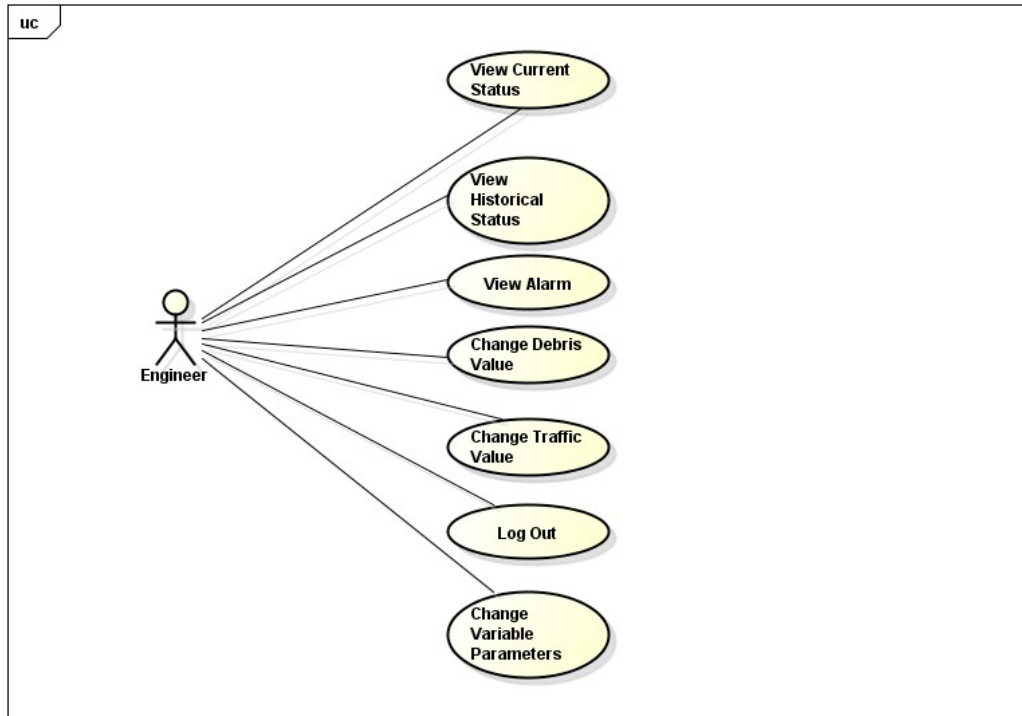 uc
View Current
Status
View
Historical
Status
View Alarm
Change Debris
Value
Engineer
Change Traffic
Value
Log Out
Change
Variable
Parameters